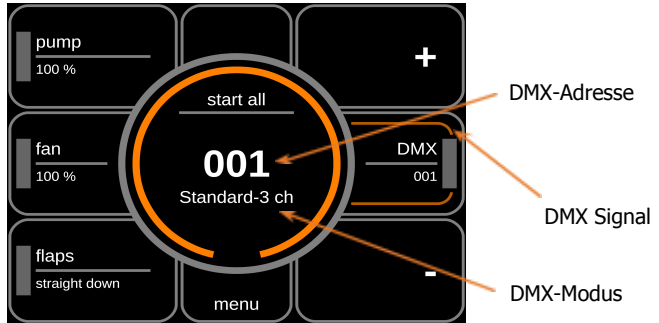 pump
100 %
+
start all
fan
100 %
001
Standard-3 ch
DMX
001
flaps
straight down
menu
-
DMX-Adresse
DMX Signal
DMX-Modus